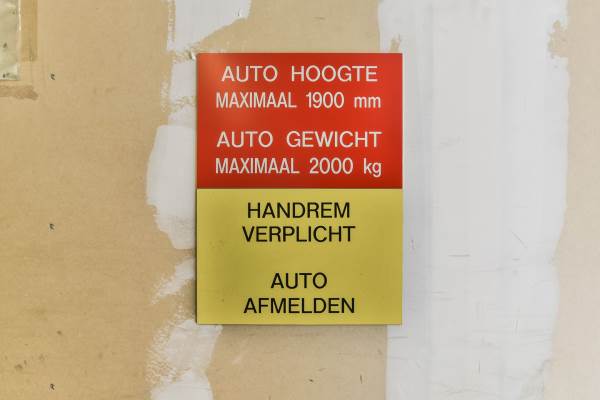 AUTO HOOGTE
MAXIMAAL 1900 mm
AUTO GEWICHT
MAXIMAAL 2000 kg
HANDREM
VERPLICHT
AUTO
AFMELDEN